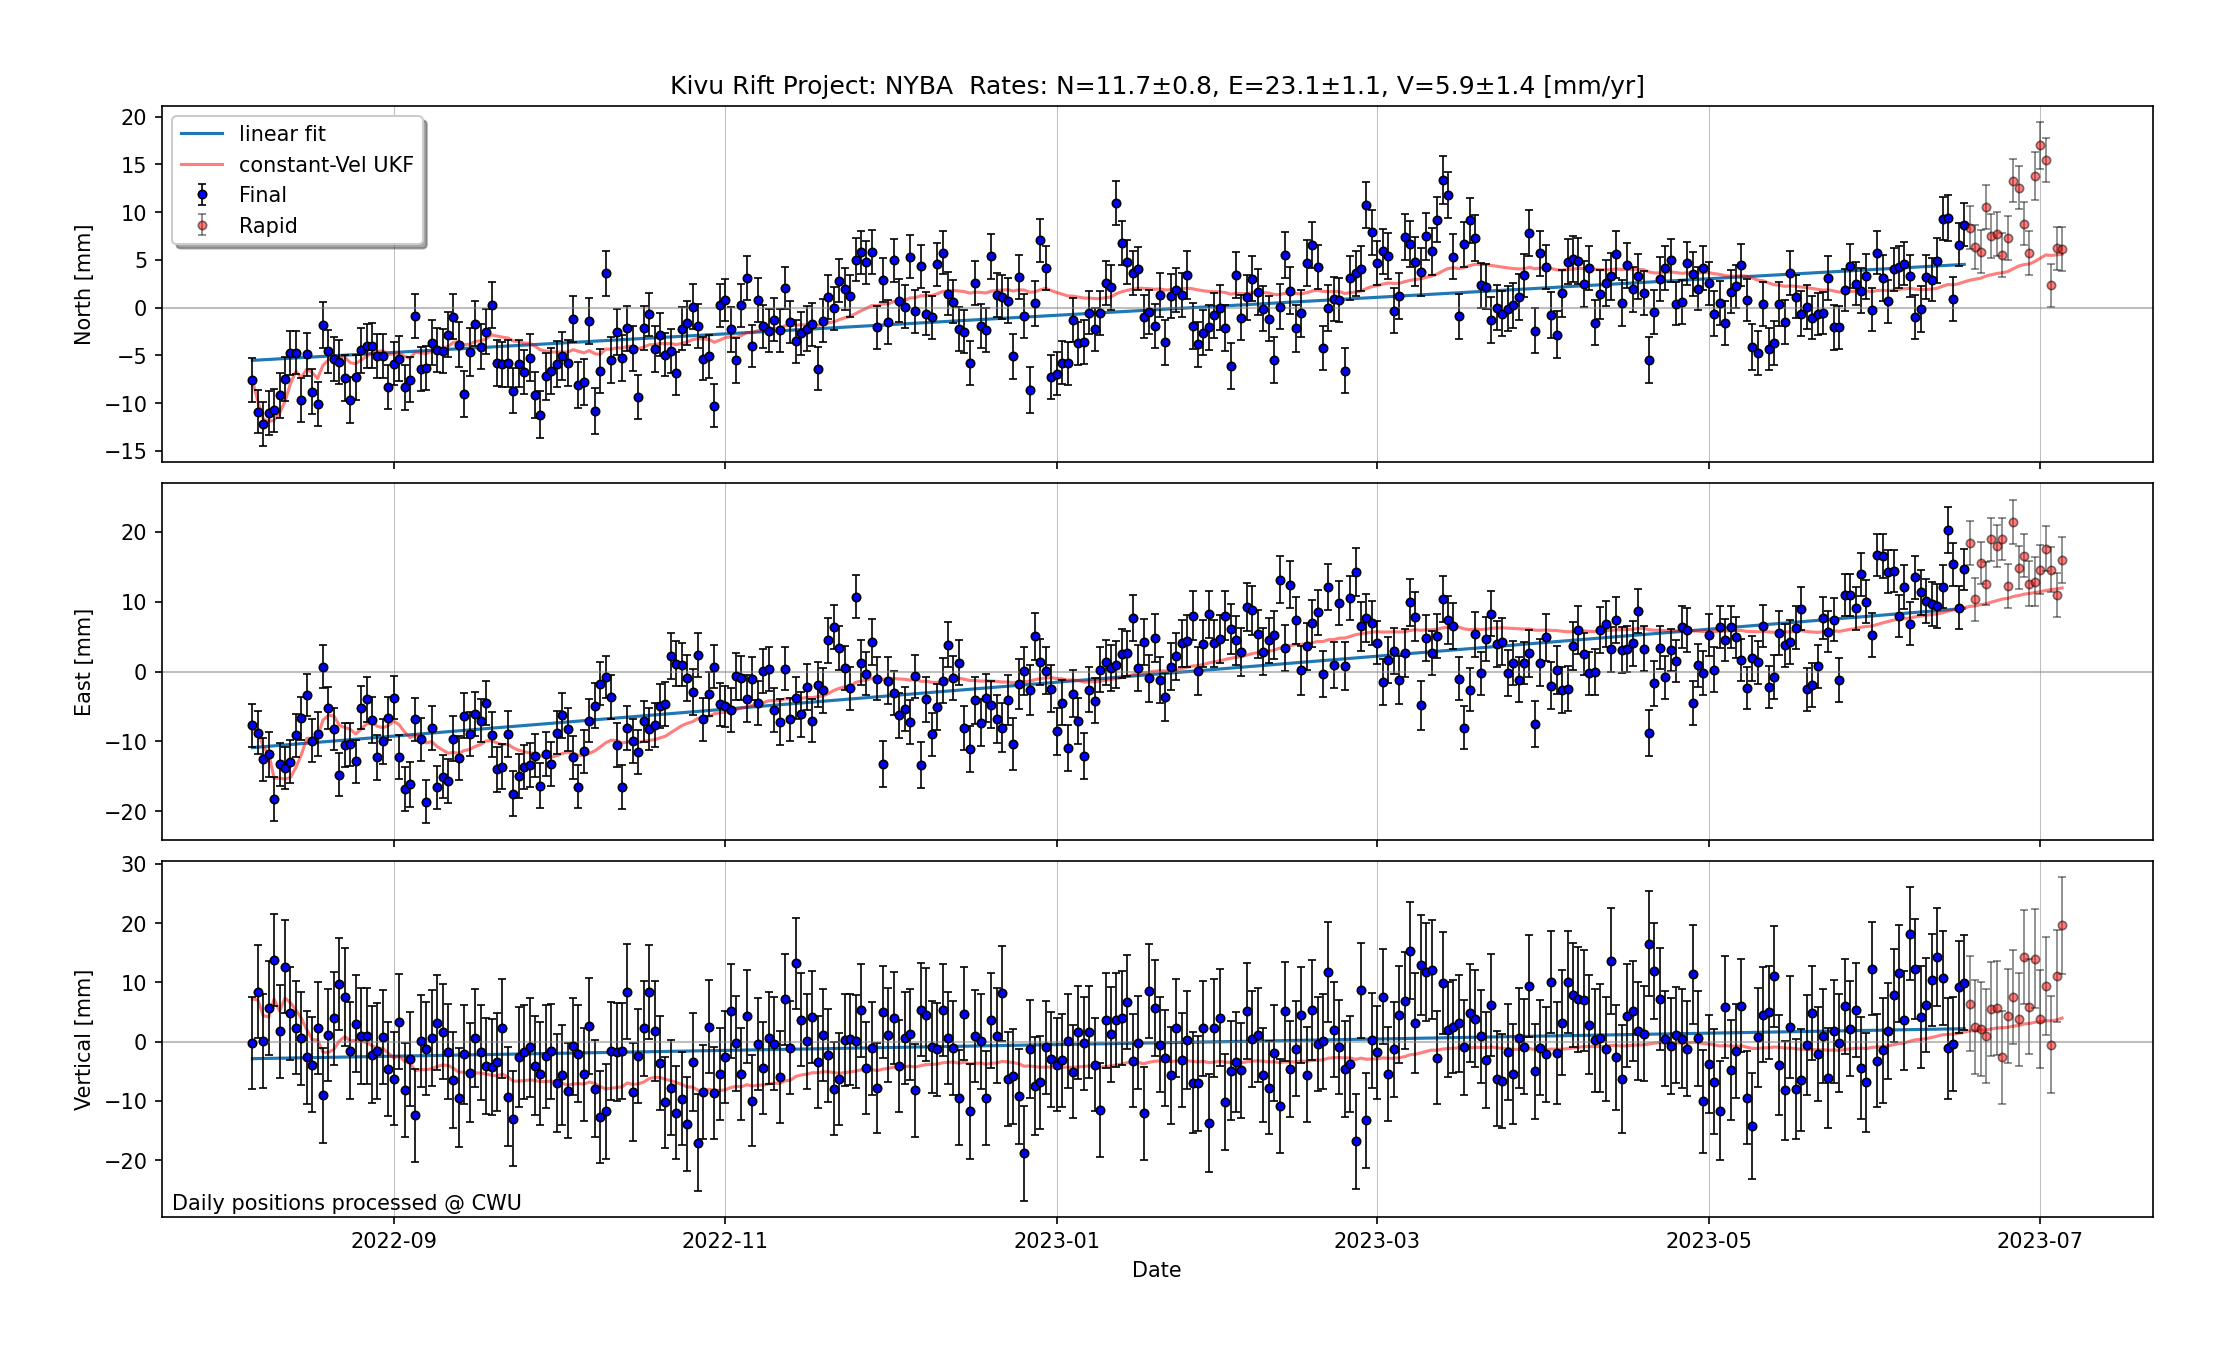 Kivu Rift Project: NYBA  Rates: N=11.7±0.8, E=23.1±1.1, V=5.9±1.4 [mm/yr]
20
15
10
5
0
−5
−10
−15
North [mm]
linear fit
constant-Vel UKF
Final
Rapid
20
10
0
−10
−20
East [mm]
30
20
10
0
−10
−20
Vertical [mm]
Daily positions processed @ CWU
2022-09
2022-11
2023-01
2023-03
2023-05
2023-07
Date